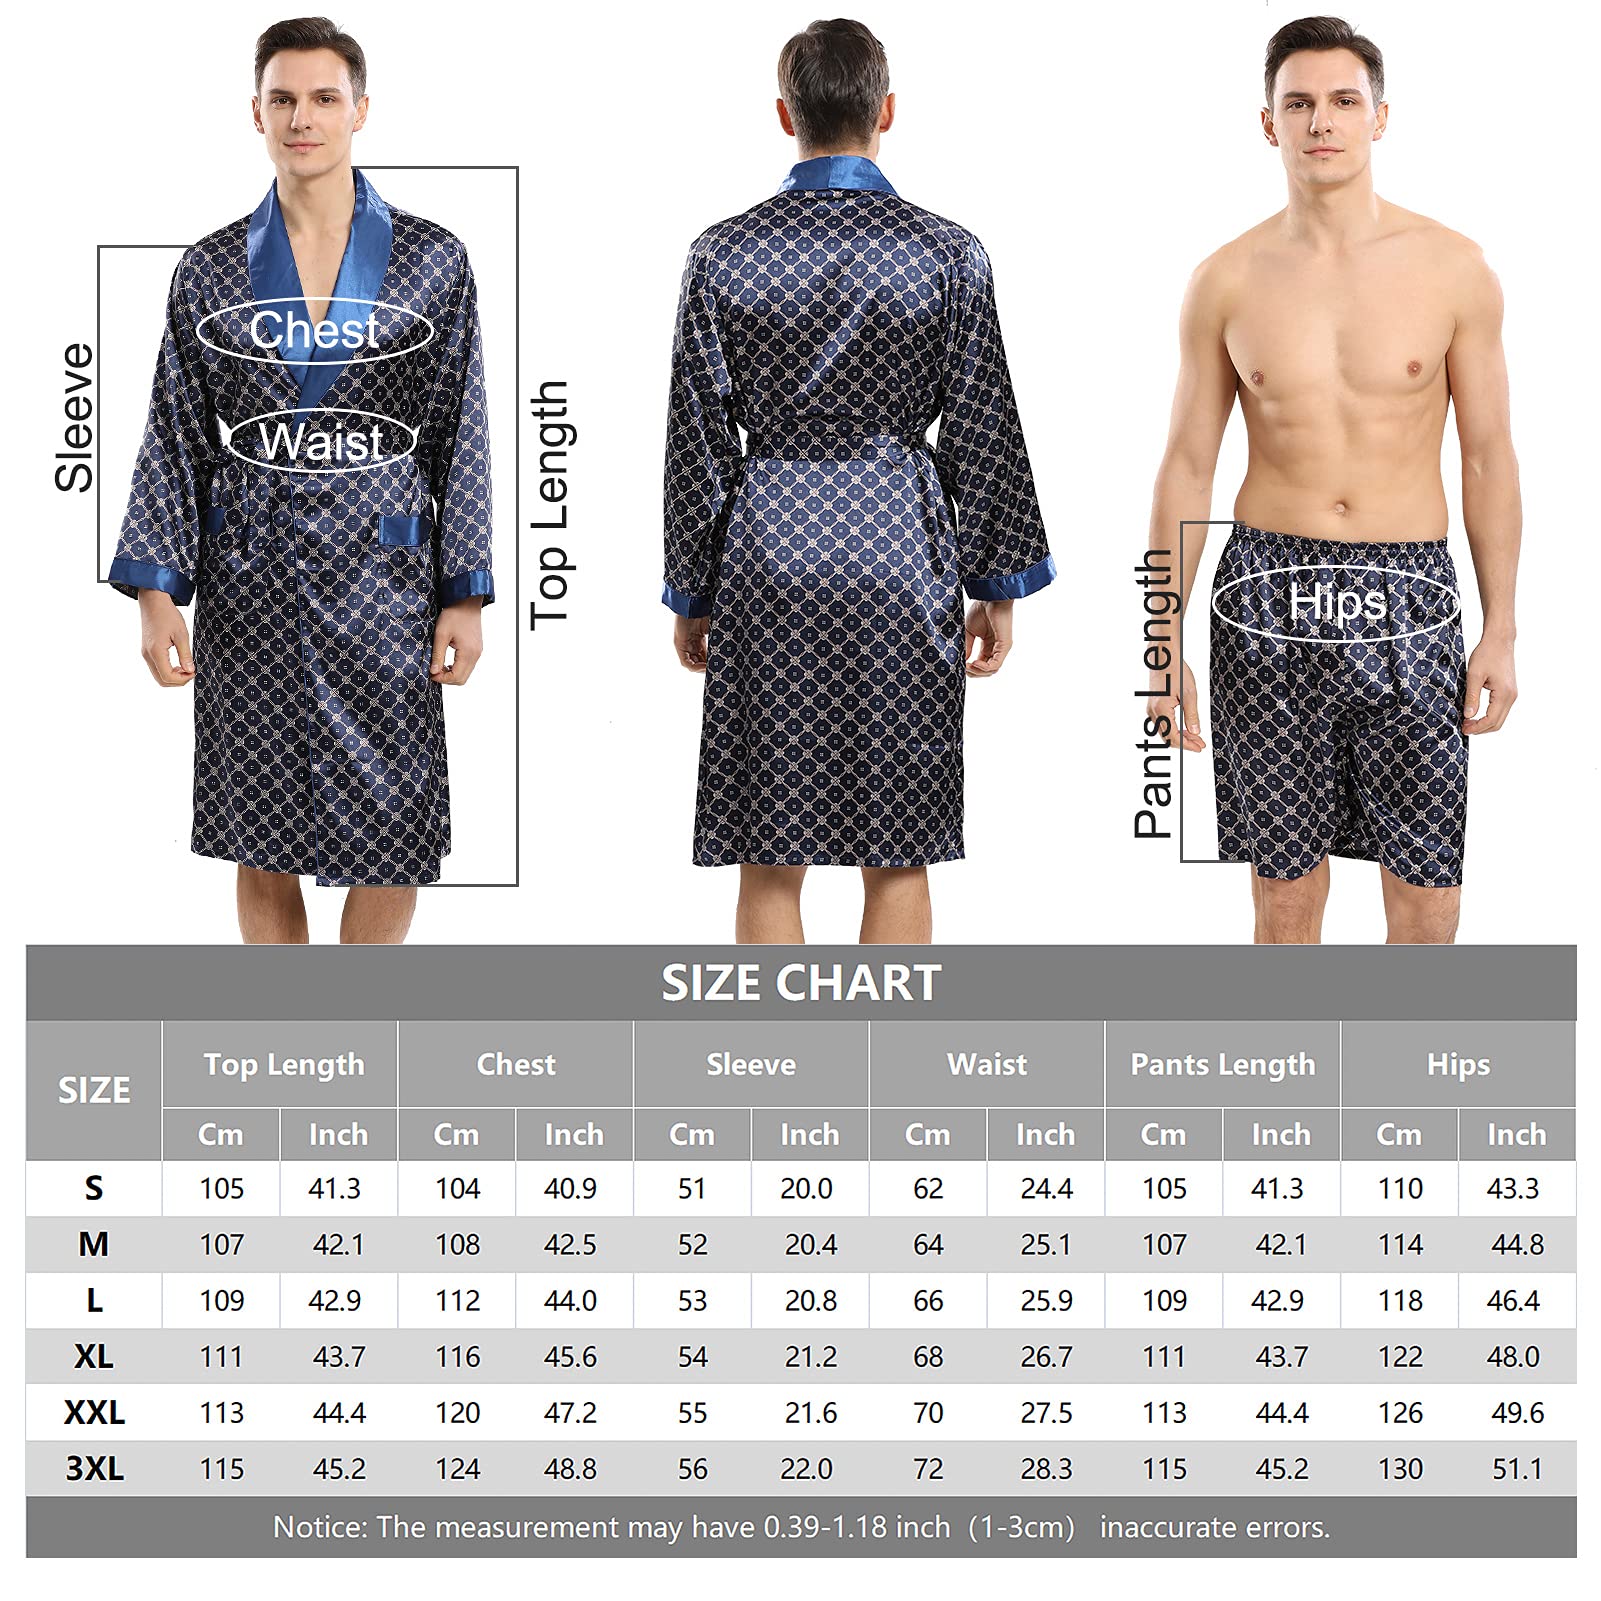 Sleeve
Chest
Waist
Top Length
Pants Length
Hips
SIZE CHART
SIZE Top Length Chest Sleeve Waist Pants Length Hips
Cm Inch Cm Inch Cm Inch Cm Inch Cm Inch Cm Inch
S 105 41.3 104 40.9 51 20.0 62 24.4 105 41.3 110 43.3
M 107 42.1 108 42.5 52 20.4 64 25.1 107 42.1 114 44.8
L 109 42.9 112 44.0 53 20.8 66 25.9 109 42.9 118 46.4
XL 111 43.7 116 45.6 54 21.2 68 26.7 111 43.7 122 48.0
XXL 113 44.4 120 47.2 55 21.6 70 27.5 113 44.4 126 49.6
3XL 115 45.2 124 48.8 56 22.0 72 28.3 115 45.2 130 51.1
Notice: The measurement may have 0.39-1.18 inch（1-3cm） inaccurate errors.